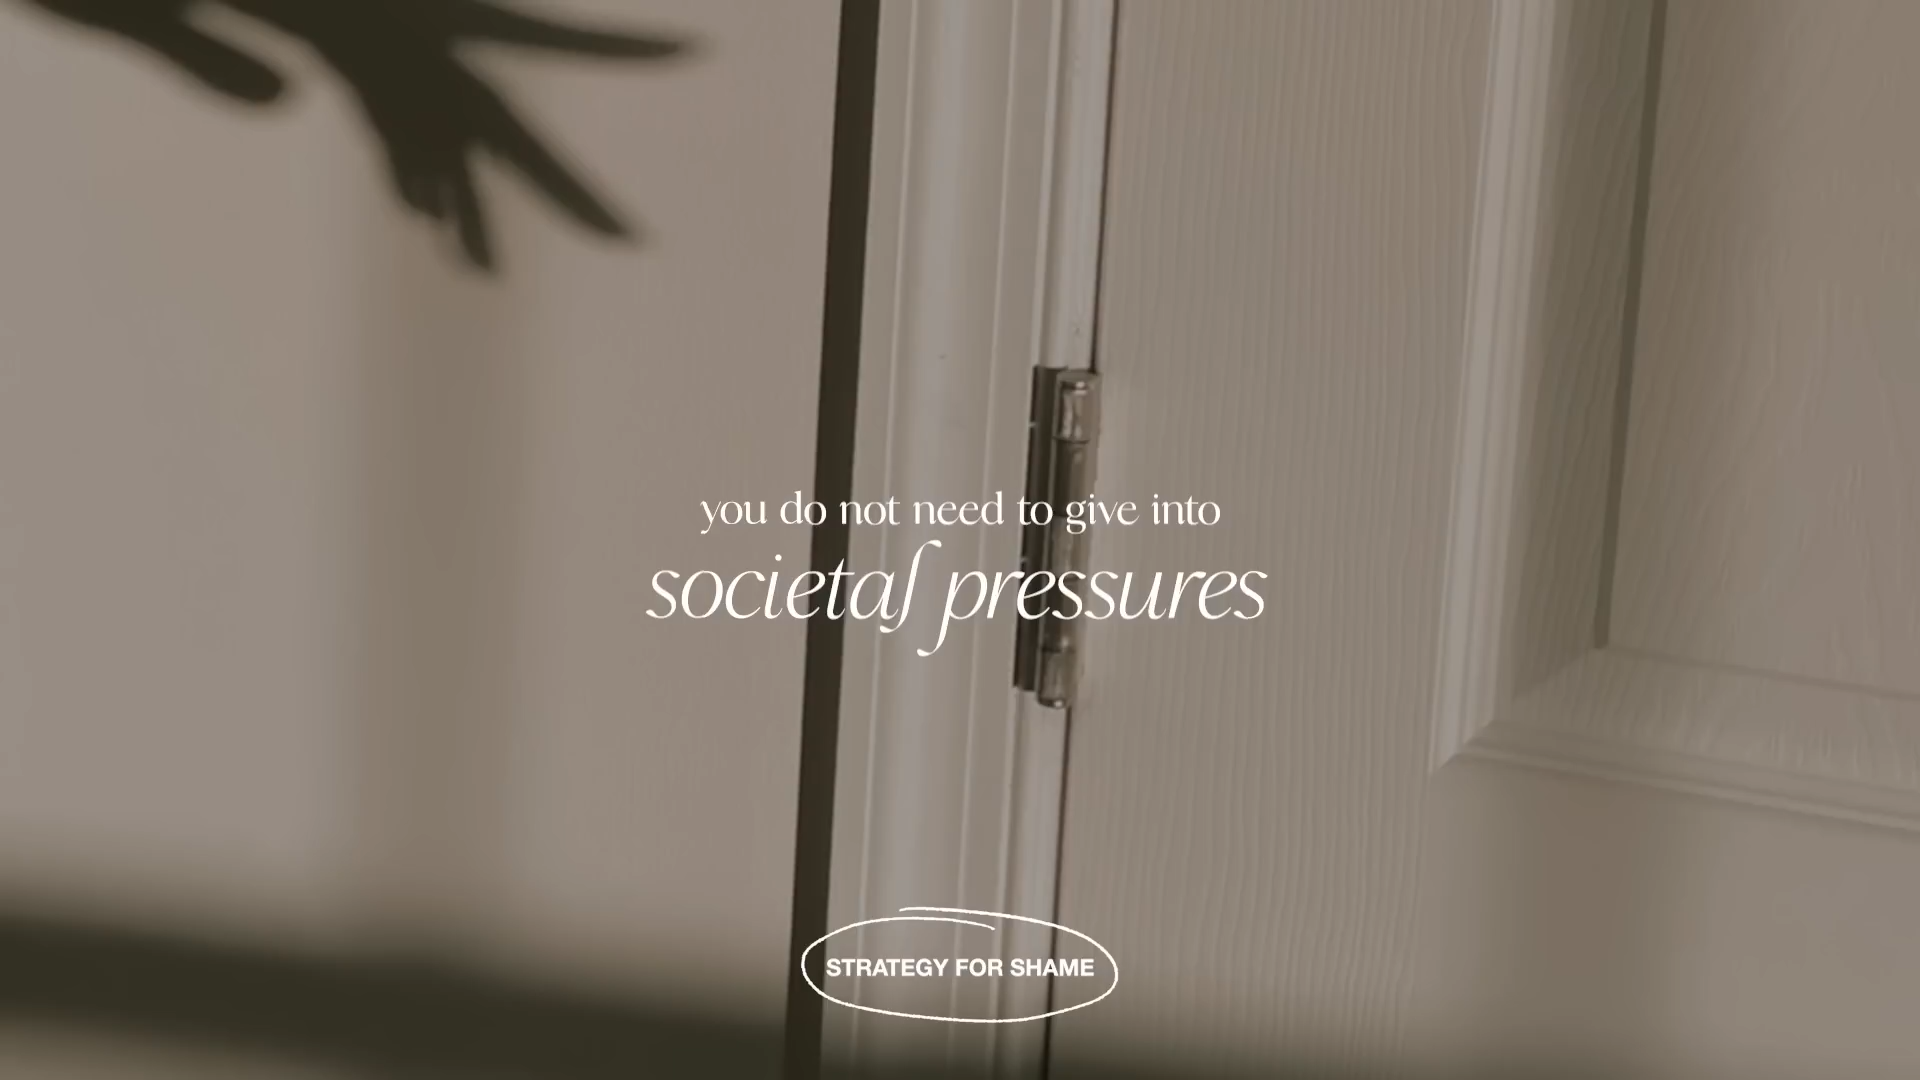 you do not need to give into
societal pressures
STRATEGY FOR SHAME